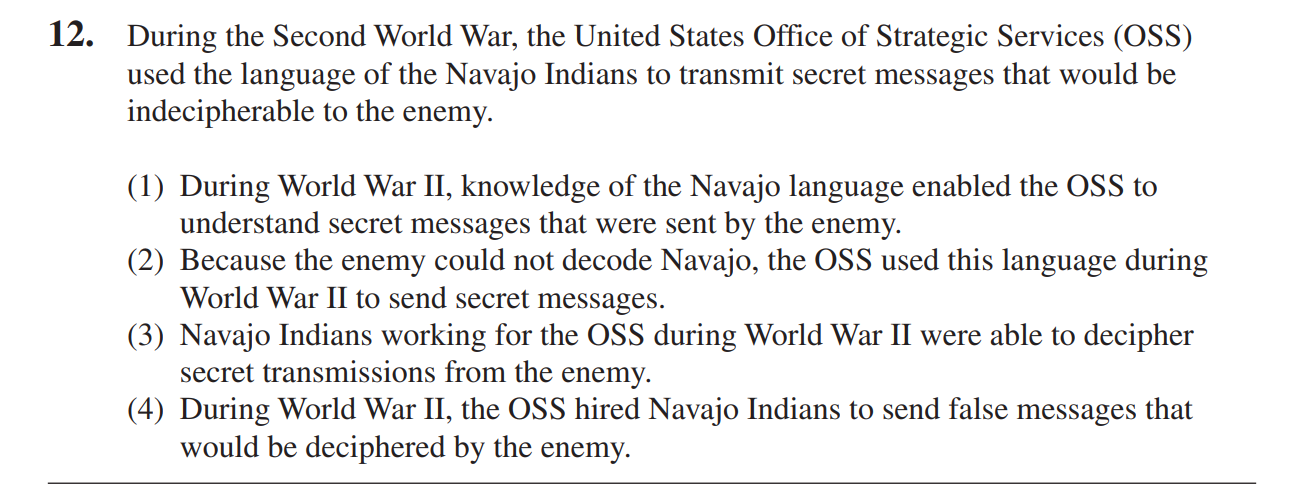 12. During the Second World War, the United States Office of Strategic Services (OSS)
used the language of the Navajo Indians to transmit secret messages that would be
indecipherable to the enemy.
(1) During World War II, knowledge of the Navajo language enabled the OSS to
understand secret messages that were sent by the enemy.
(2) Because the enemy could not decode Navajo, the OSS used this language during
World War II to send secret messages.
(3) Navajo Indians working for the OSS during World War II were able to decipher
secret transmissions from the enemy.
(4) During World War II, the OSS hired Navajo Indians to send false messages that
would be deciphered by the enemy.